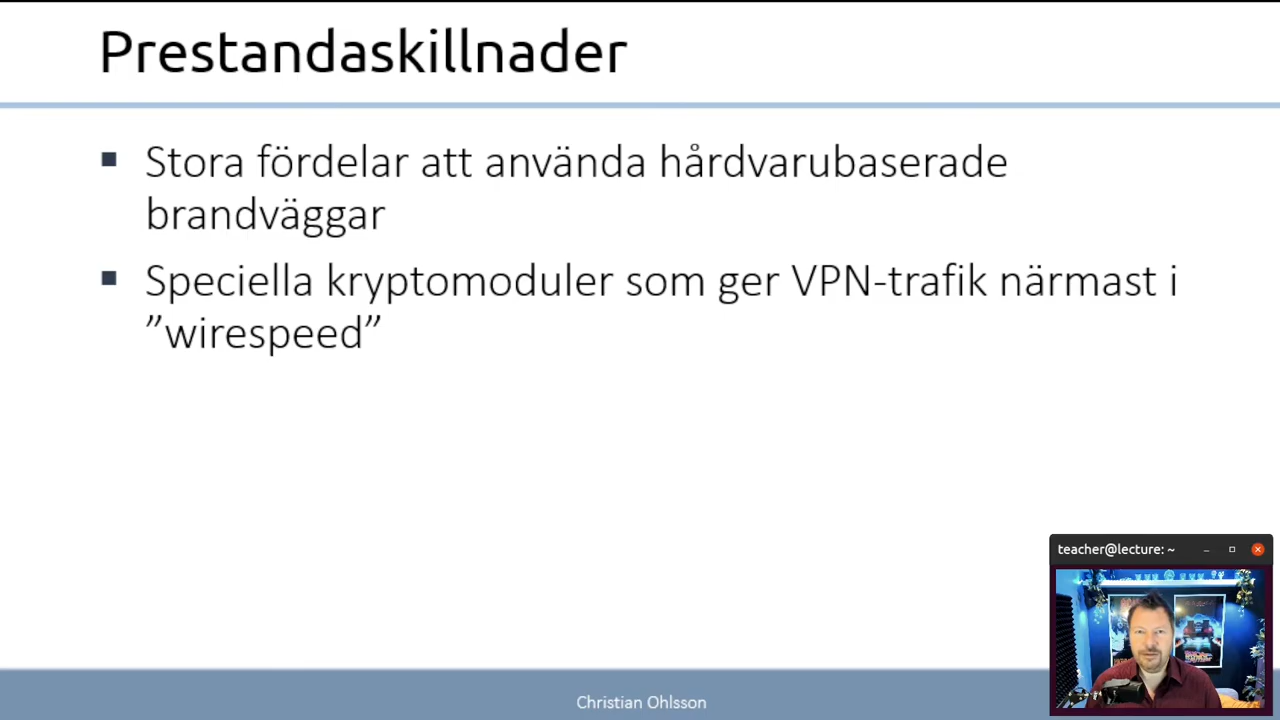 Prestandaskillnader
Stora fördelar att använda hårdvarubaserade
brandväggar
Speciella kryptomoduler som ger VPN-trafik närmast i
”wirespeed”
teacher@lecture: ~
Christian Ohlsson